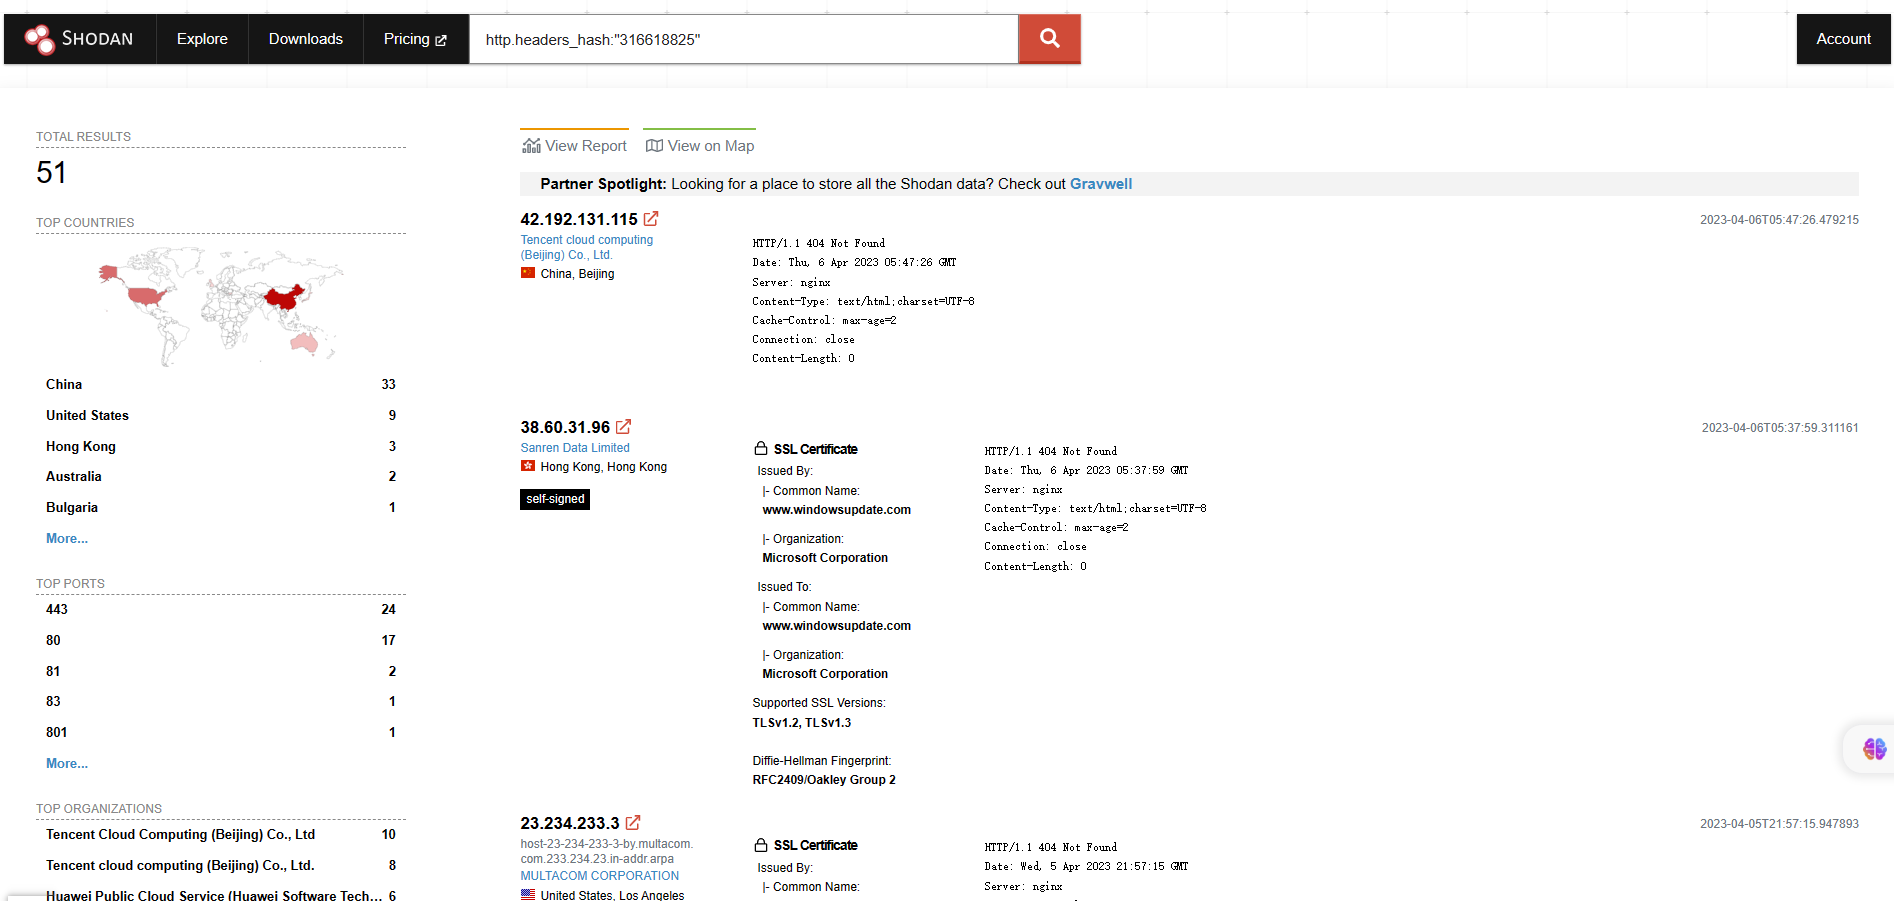 SHODAN
Explore
Downloads
Pricing
http.headers_hash:"316618825"
Account
TOTAL RESULTS
51
TOP COUNTRIES
China 33
United States 9
Hong Kong 3
Australia 2
Bulgaria 1
More...
TOP PORTS
443 24
80 17
81 2
83 1
801 1
More...
TOP ORGANIZATIONS
Tencent Cloud Computing (Beijing) Co., Ltd 10
Tencent cloud computing (Beijing) Co., Ltd. 8
Huawei Public Cloud Service (Huawei Software Tech... 6
View Report
View on Map
Partner Spotlight: Looking for a place to store all the Shodan data? Check out Gravwell
42.192.131.115
2023-04-06T05:47:26.479215
Tencent cloud computing
(Beijing) Co., Ltd.
China, Beijing
HTTP/1.1 404 Not Found
Date: Thu, 6 Apr 2023 05:47:26 GMT
Server: nginx
Content-Type: text/html;charset=UTF-8
Cache-Control: max-age=2
Connection: close
Content-Length: 0
38.60.31.96
2023-04-06T05:37:59.311161
Sanren Data Limited
Hong Kong, Hong Kong
self-signed
SSL Certificate
Issued By:
|- Common Name:
www.windowsupdate.com
|- Organization:
Microsoft Corporation
Issued To:
|- Common Name:
www.windowsupdate.com
|- Organization:
Microsoft Corporation
Supported SSL Versions:
TLSv1.2, TLSv1.3
Diffie-Hellman Fingerprint:
RFC2409/Oakley Group 2
HTTP/1.1 404 Not Found
Date: Thu, 6 Apr 2023 05:37:59 GMT
Server: nginx
Content-Type: text/html;charset=UTF-8
Cache-Control: max-age=2
Connection: close
Content-Length: 0
23.234.233.3
2023-04-05T21:57:15.947893
host-23-234-233-3-by.multacom.
com.233.234.23.in-addr.arpa
MULTACOM CORPORATION
United States, Los Angeles
SSL Certificate
Issued By:
|- Common Name:
HTTP/1.1 404 Not Found
Date: Wed, 5 Apr 2023 21:57:15 GMT
Server: nginx